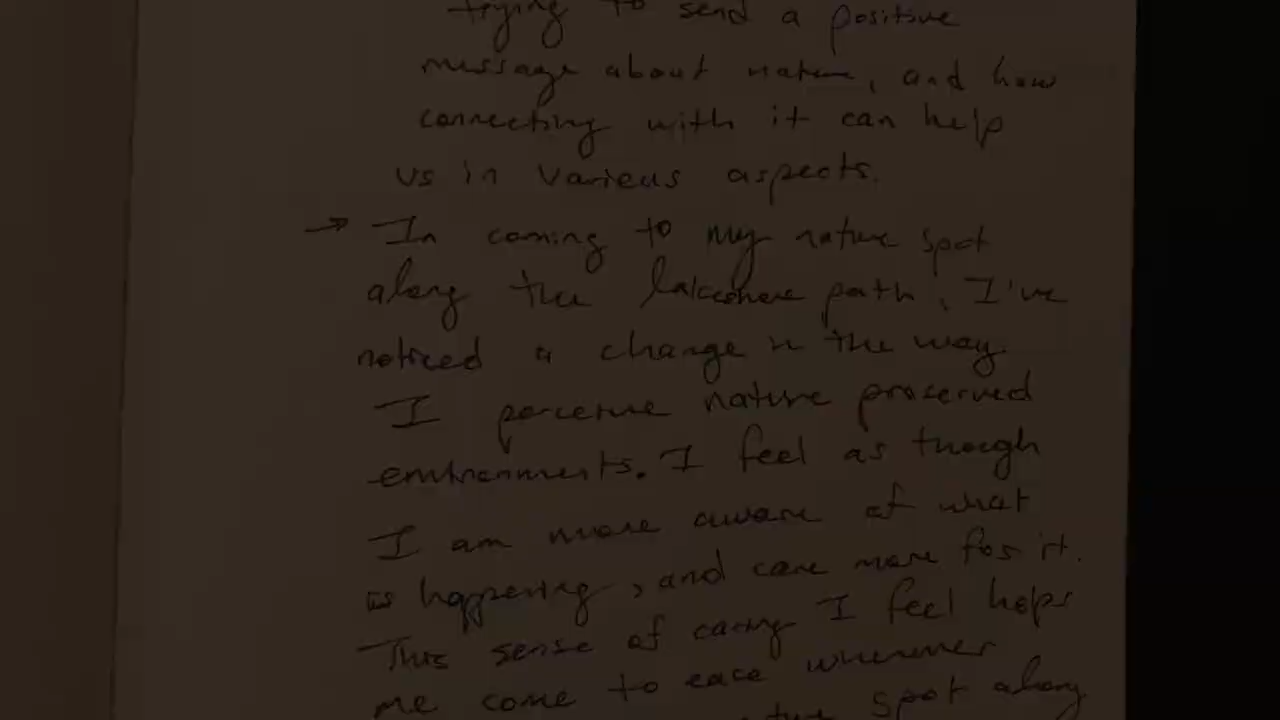 trying to send a positive
message about nature, and how
connecting with it can help
us in various aspects.
→ In coming to my nature spot
along the lakeshore path, I've
noticed a change in the way
I perceive nature preserved
environments. I feel as though
I am more aware of what
is happening, and care more for it.
This sense of caring I feel helps
me come to ease whenever
spot along